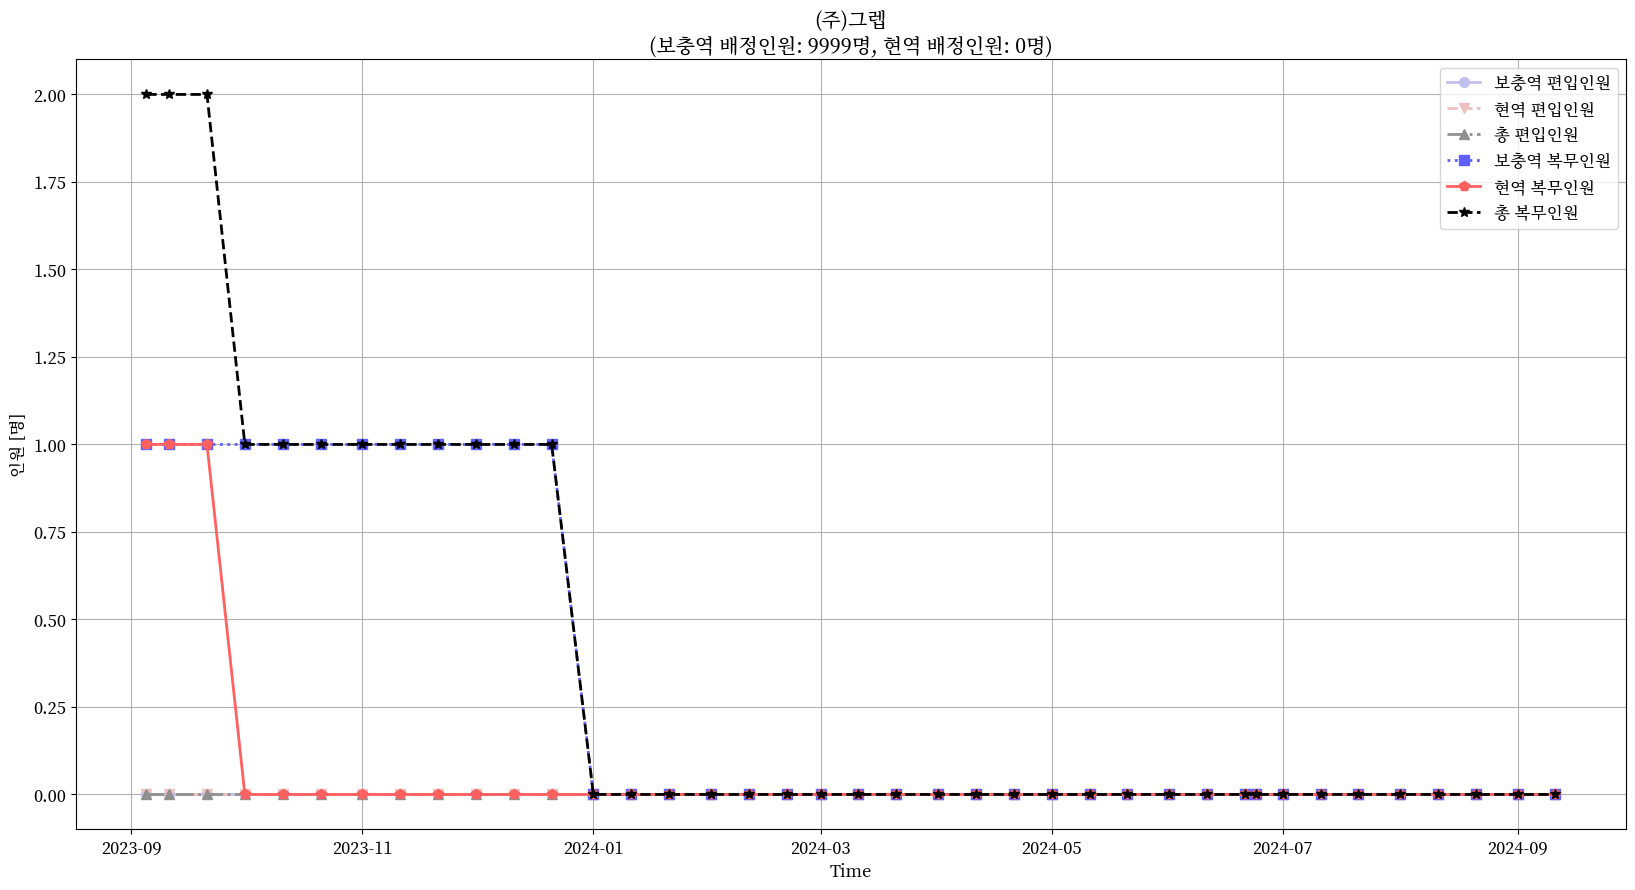 (주)그렙
(보충역 배정인원: 9999명, 현역 배정인원: 0명)
보충역 편입인원
현역 편입인원
총 편입인원
보충역 복무인원
현역 복무인원
총 복무인원
2.00
1.75
1.50
1.25
1.00
0.75
0.50
0.25
0.00
인원 [명]
2023-09
2023-11
2024-01
2024-03
2024-05
2024-07
2024-09
Time